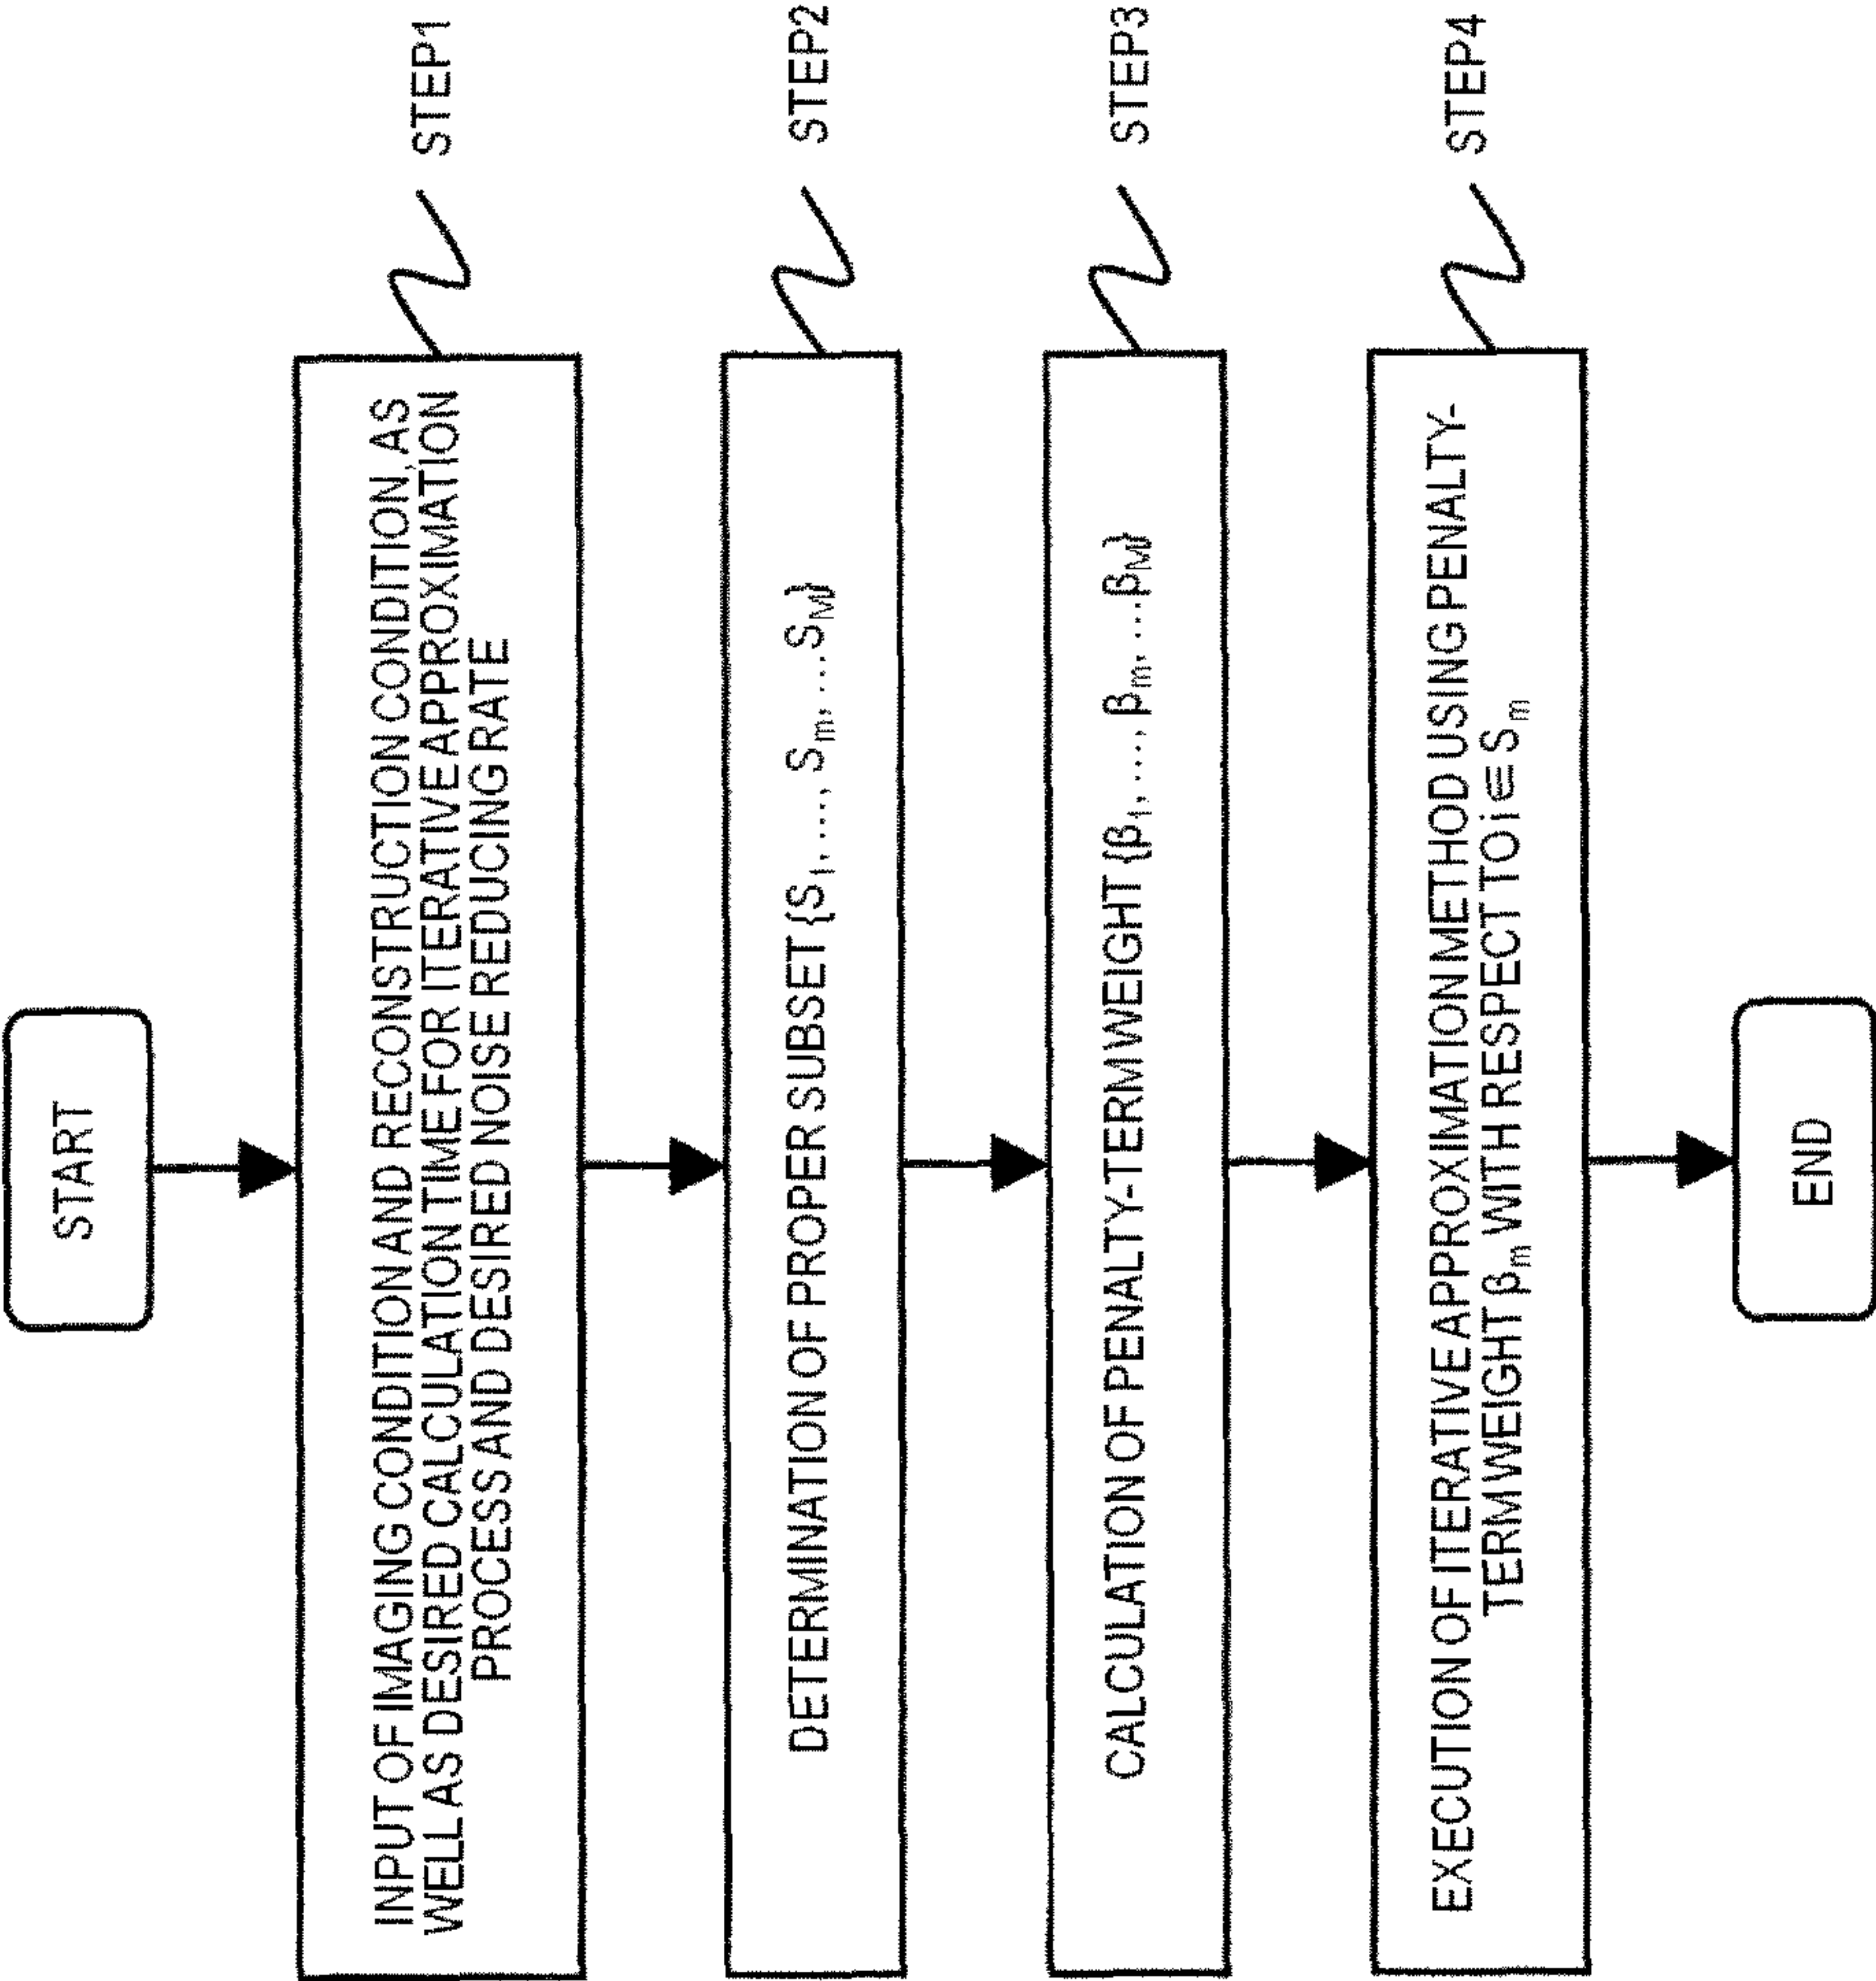 START
INPUT OF IMAGING CONDITION AND RECONSTRUCTION CONDITION, AS
WELL AS DESIRED CALCULATION TIME FOR ITERATIVE APPROXIMATION
PROCESS AND DESIRED NOISE REDUCING RATE
STEP1
DETERMINATION OF PROPER SUBSET {S₁, ..., Sₘ, ...S_M}
STEP2
CALCULATION OF PENALTY-TERM WEIGHT {β₁, ..., βₘ, ...β_M}
STEP3
EXECUTION OF ITERATIVE APPROXIMATION METHOD USING PENALTY-
TERM WEIGHT βₘ WITH RESPECT TO i ∈ Sₘ
STEP4
END